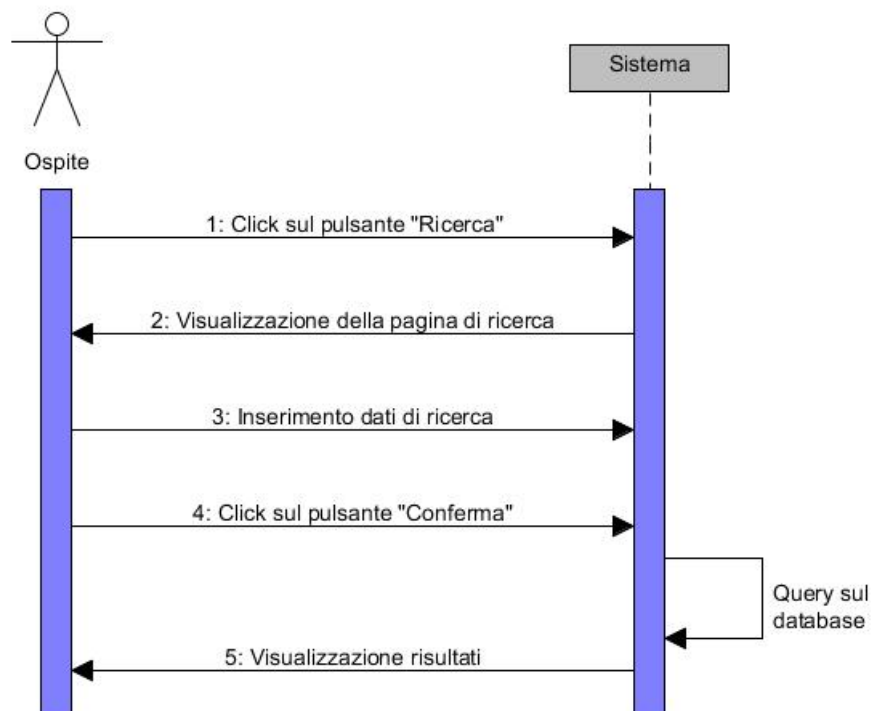 Sistema
Ospite
1: Click sul pulsante "Ricerca"
2: Visualizzazione della pagina di ricerca
3: Inserimento dati di ricerca
4: Click sul pulsante "Conferma"
Query sul
database
5: Visualizzazione risultati